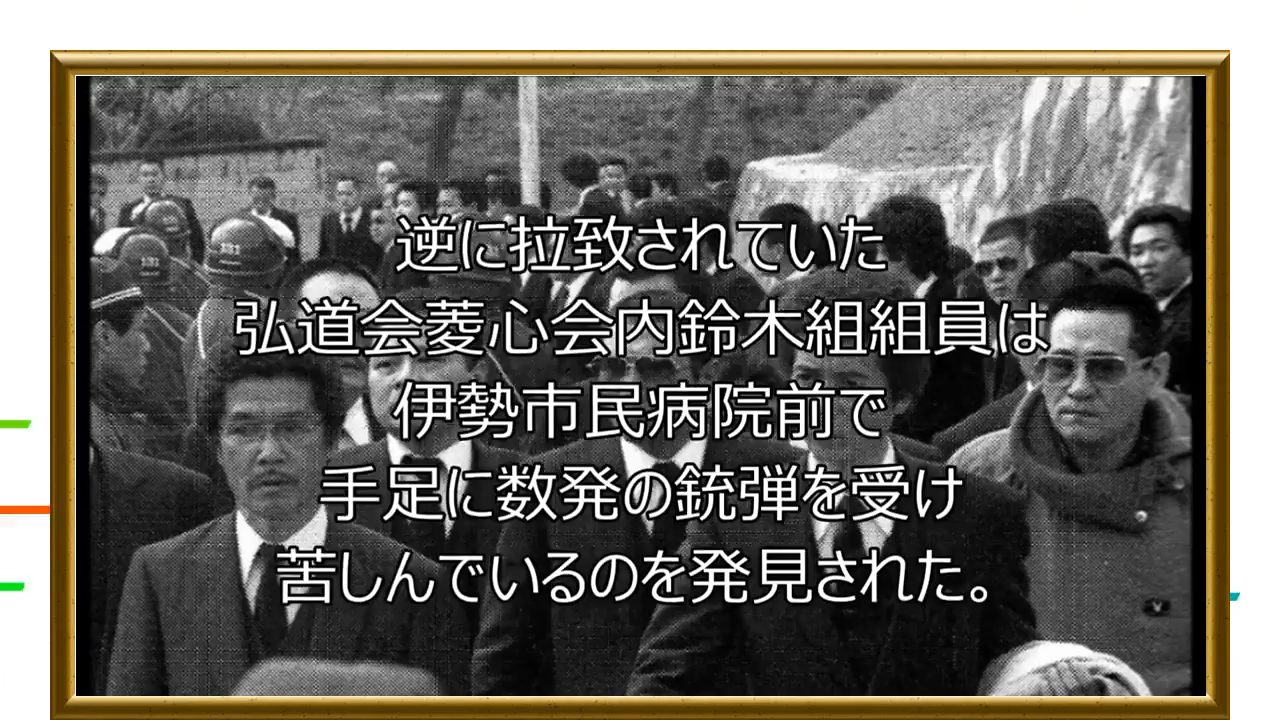 逆に拉致されていた
弘道会菱心会内鈴木組組員は
伊勢市民病院前で
手足に数発の銃弾を受け
苦しんでいるのを発見された。